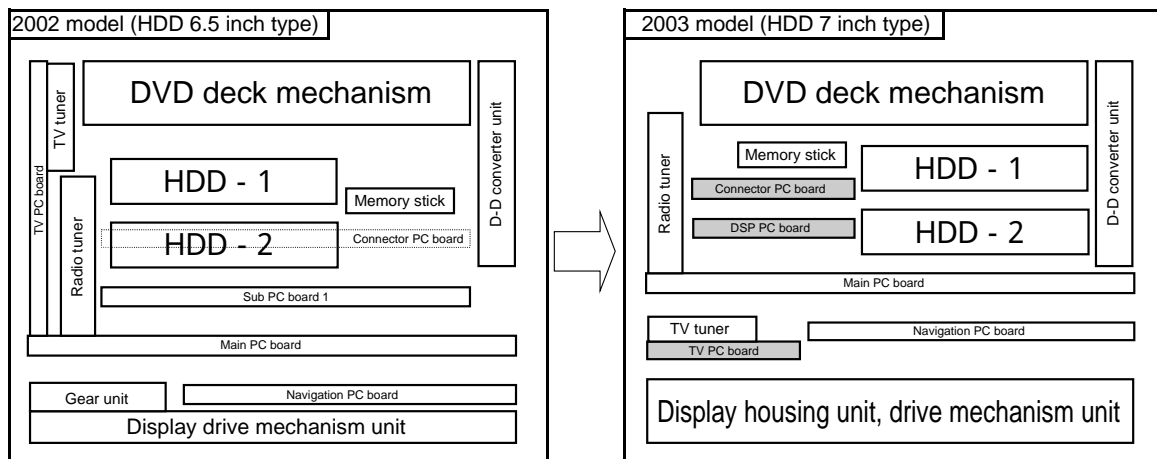 2002 model (HDD 6.5 inch type)
TV PC board
TV tuner
DVD deck mechanism
D-D converter unit
HDD - 1
Memory stick
Radio tuner
HDD - 2
Connector PC board
Sub PC board 1
Main PC board
Gear unit
Navigation PC board
Display drive mechanism unit
2003 model (HDD 7 inch type)
DVD deck mechanism
D-D converter unit
Radio tuner
Memory stick
HDD - 1
Connector PC board
DSP PC board
HDD - 2
Main PC board
TV tuner
Navigation PC board
TV PC board
Display housing unit, drive mechanism unit